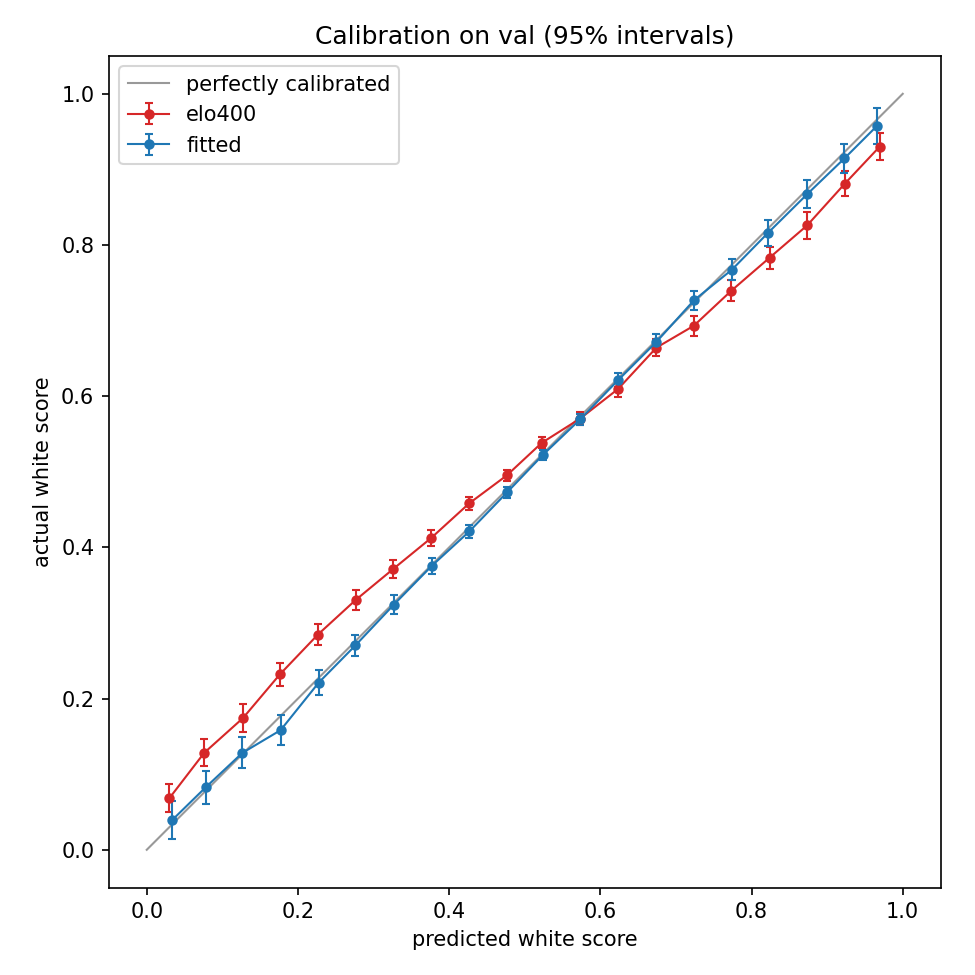 Calibration on val (95% intervals)
perfectly calibrated
elo400
fitted
1.0
0.8
0.6
0.4
0.2
0.0
actual white score
0.0 0.2 0.4 0.6 0.8 1.0
predicted white score